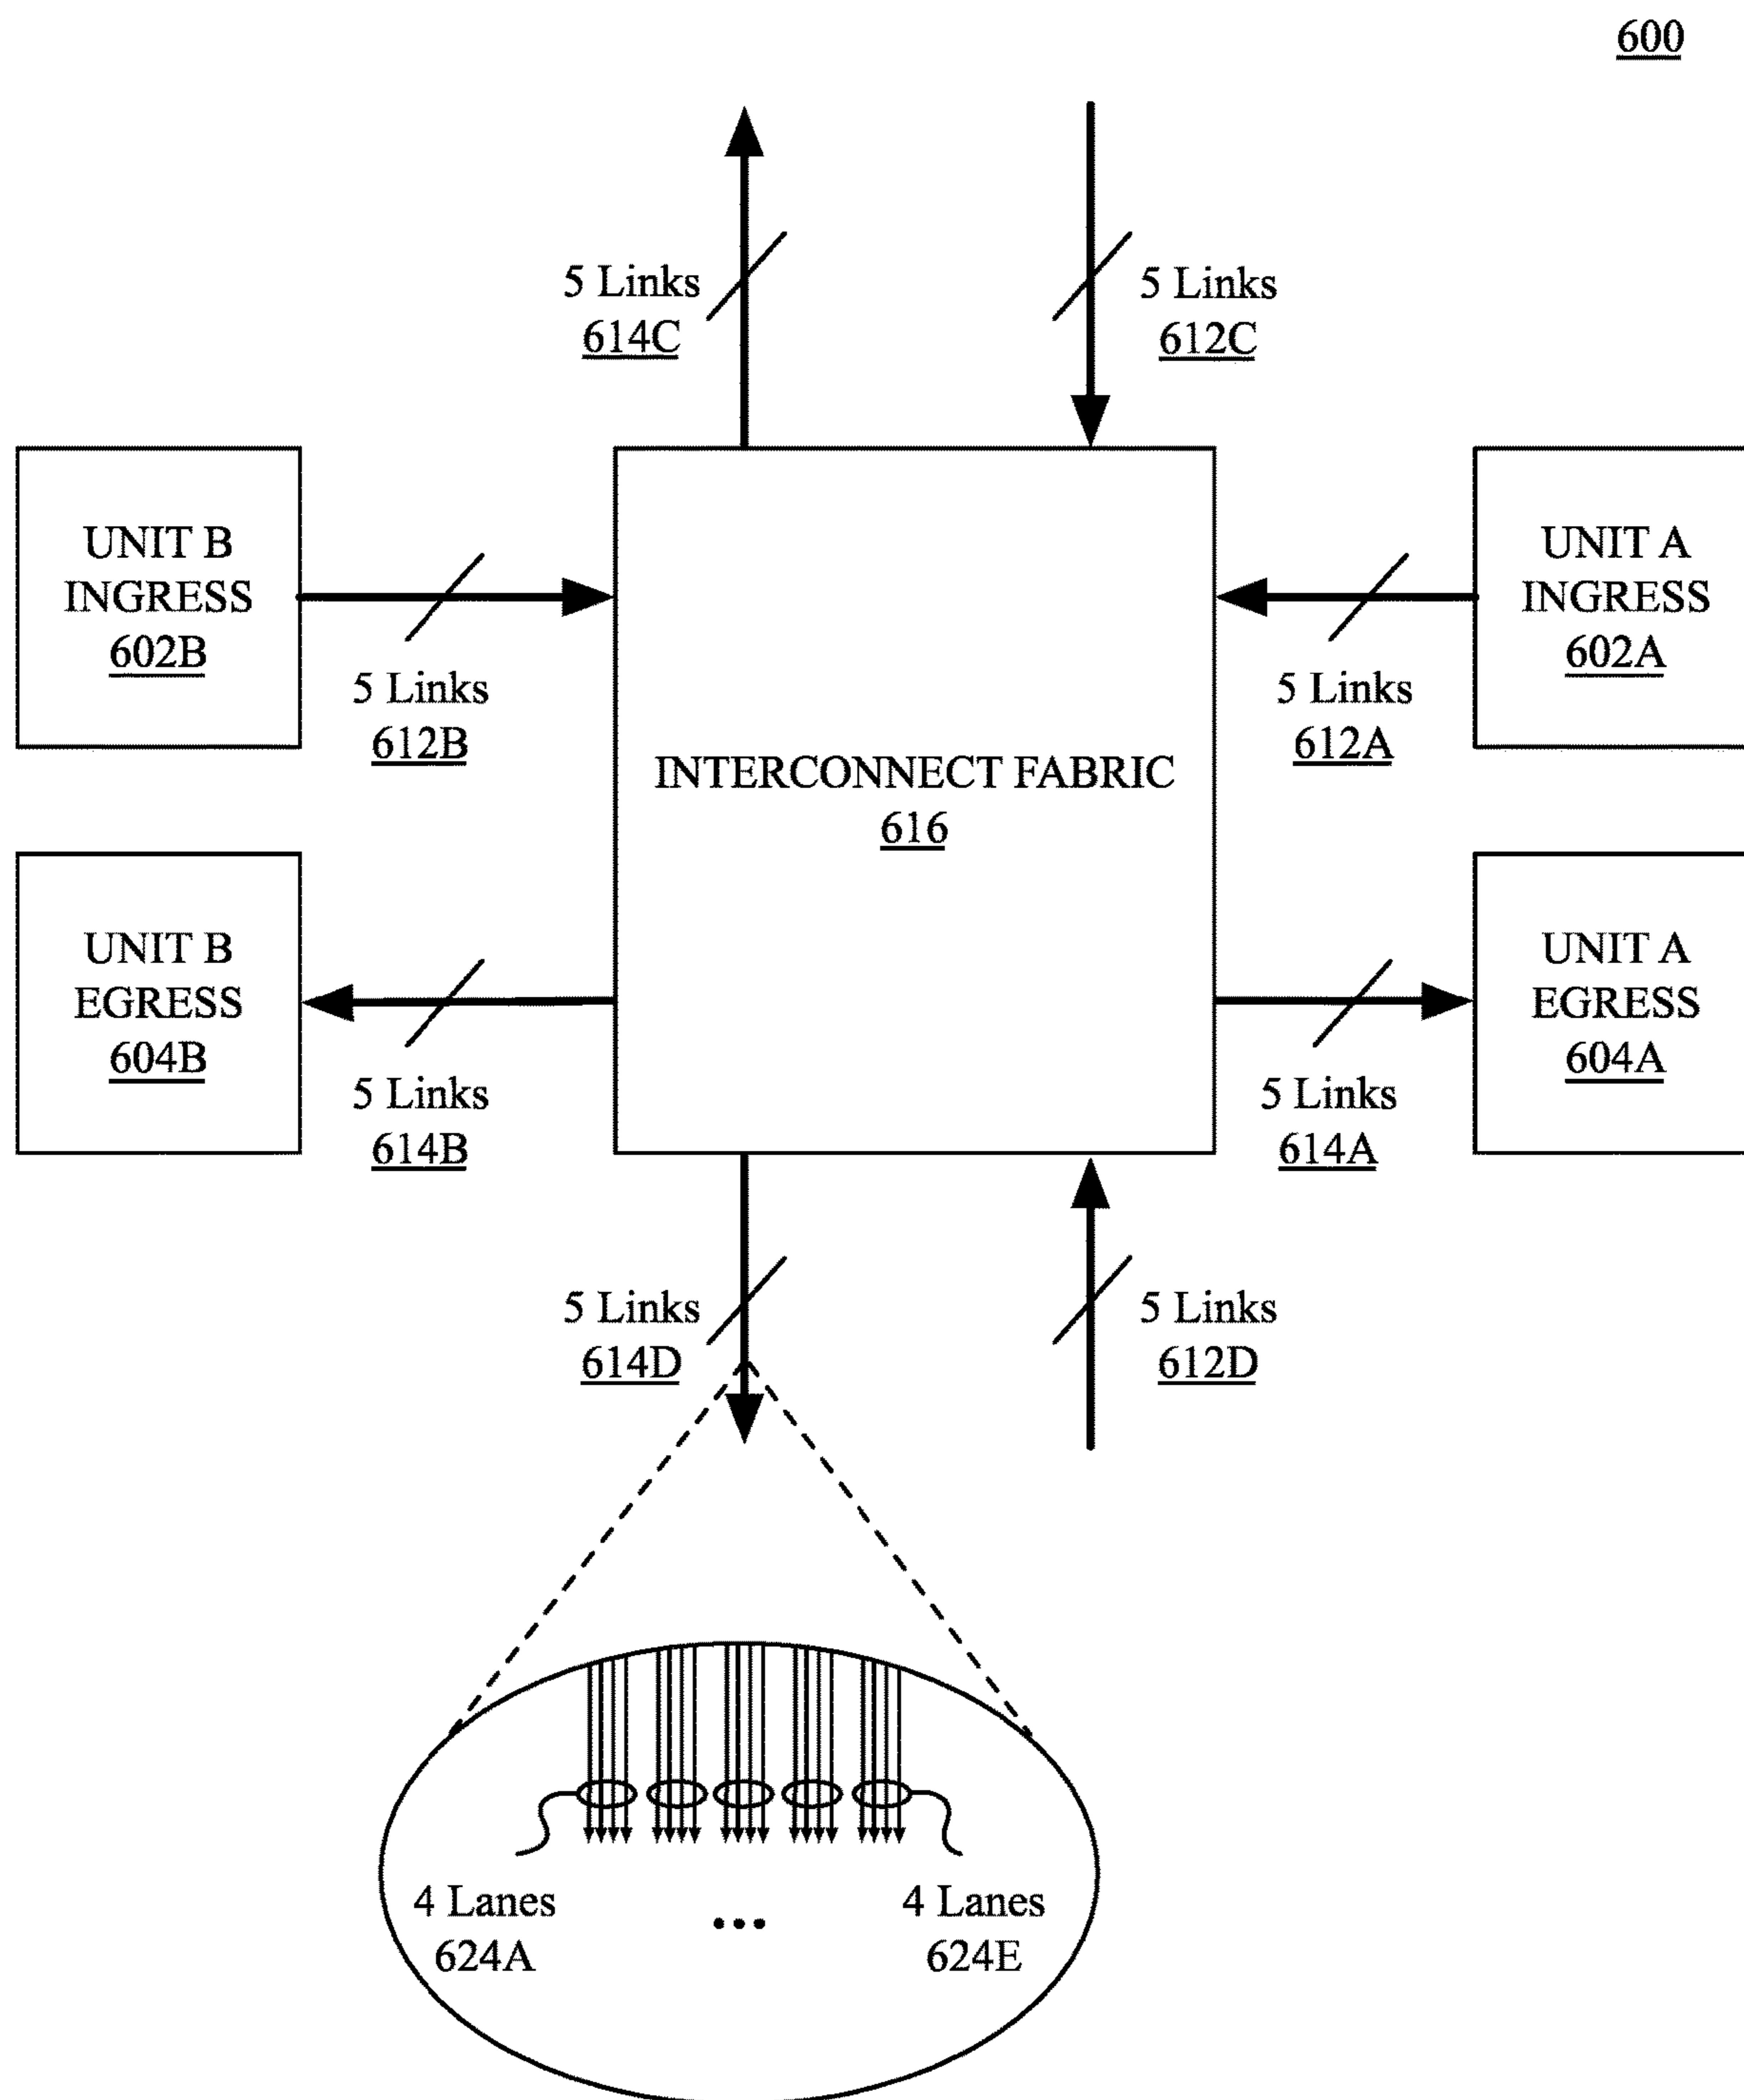 600
5 Links
614C
5 Links
612C
UNIT B
INGRESS
602B
5 Links
612B
UNIT A
INGRESS
602A
5 Links
612A
INTERCONNECT FABRIC
616
UNIT B
EGRESS
604B
5 Links
614B
UNIT A
EGRESS
604A
5 Links
614A
5 Links
614D
5 Links
612D
4 Lanes
624A
...
4 Lanes
624E